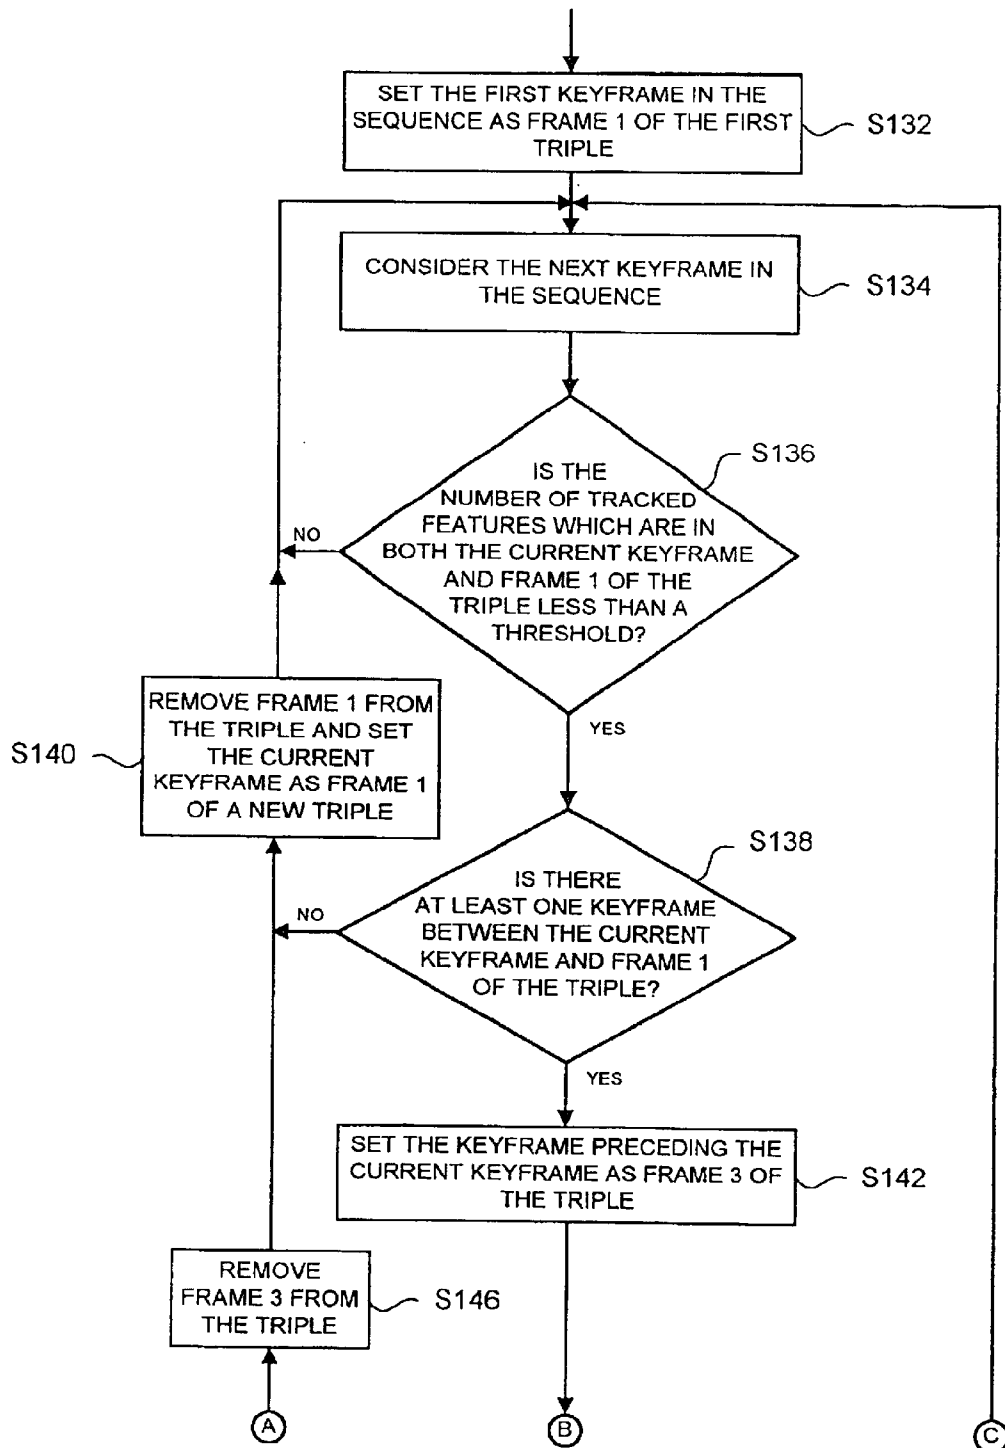 SET THE FIRST KEYFRAME IN THE
SEQUENCE AS FRAME 1 OF THE FIRST
TRIPLE
S132
CONSIDER THE NEXT KEYFRAME IN
THE SEQUENCE
S134
IS THE
NUMBER OF TRACKED
FEATURES WHICH ARE IN
BOTH THE CURRENT KEYFRAME
AND FRAME 1 OF THE
TRIPLE LESS THAN A
THRESHOLD?
S136
NO
YES
REMOVE FRAME 1 FROM
THE TRIPLE AND SET
THE CURRENT
KEYFRAME AS FRAME 1
OF A NEW TRIPLE
S140
IS THERE
AT LEAST ONE KEYFRAME
BETWEEN THE CURRENT
KEYFRAME AND FRAME 1
OF THE TRIPLE?
S138
NO
YES
SET THE KEYFRAME PRECEDING THE
CURRENT KEYFRAME AS FRAME 3 OF
THE TRIPLE
S142
REMOVE
FRAME 3 FROM
THE TRIPLE
S146
A
B
C